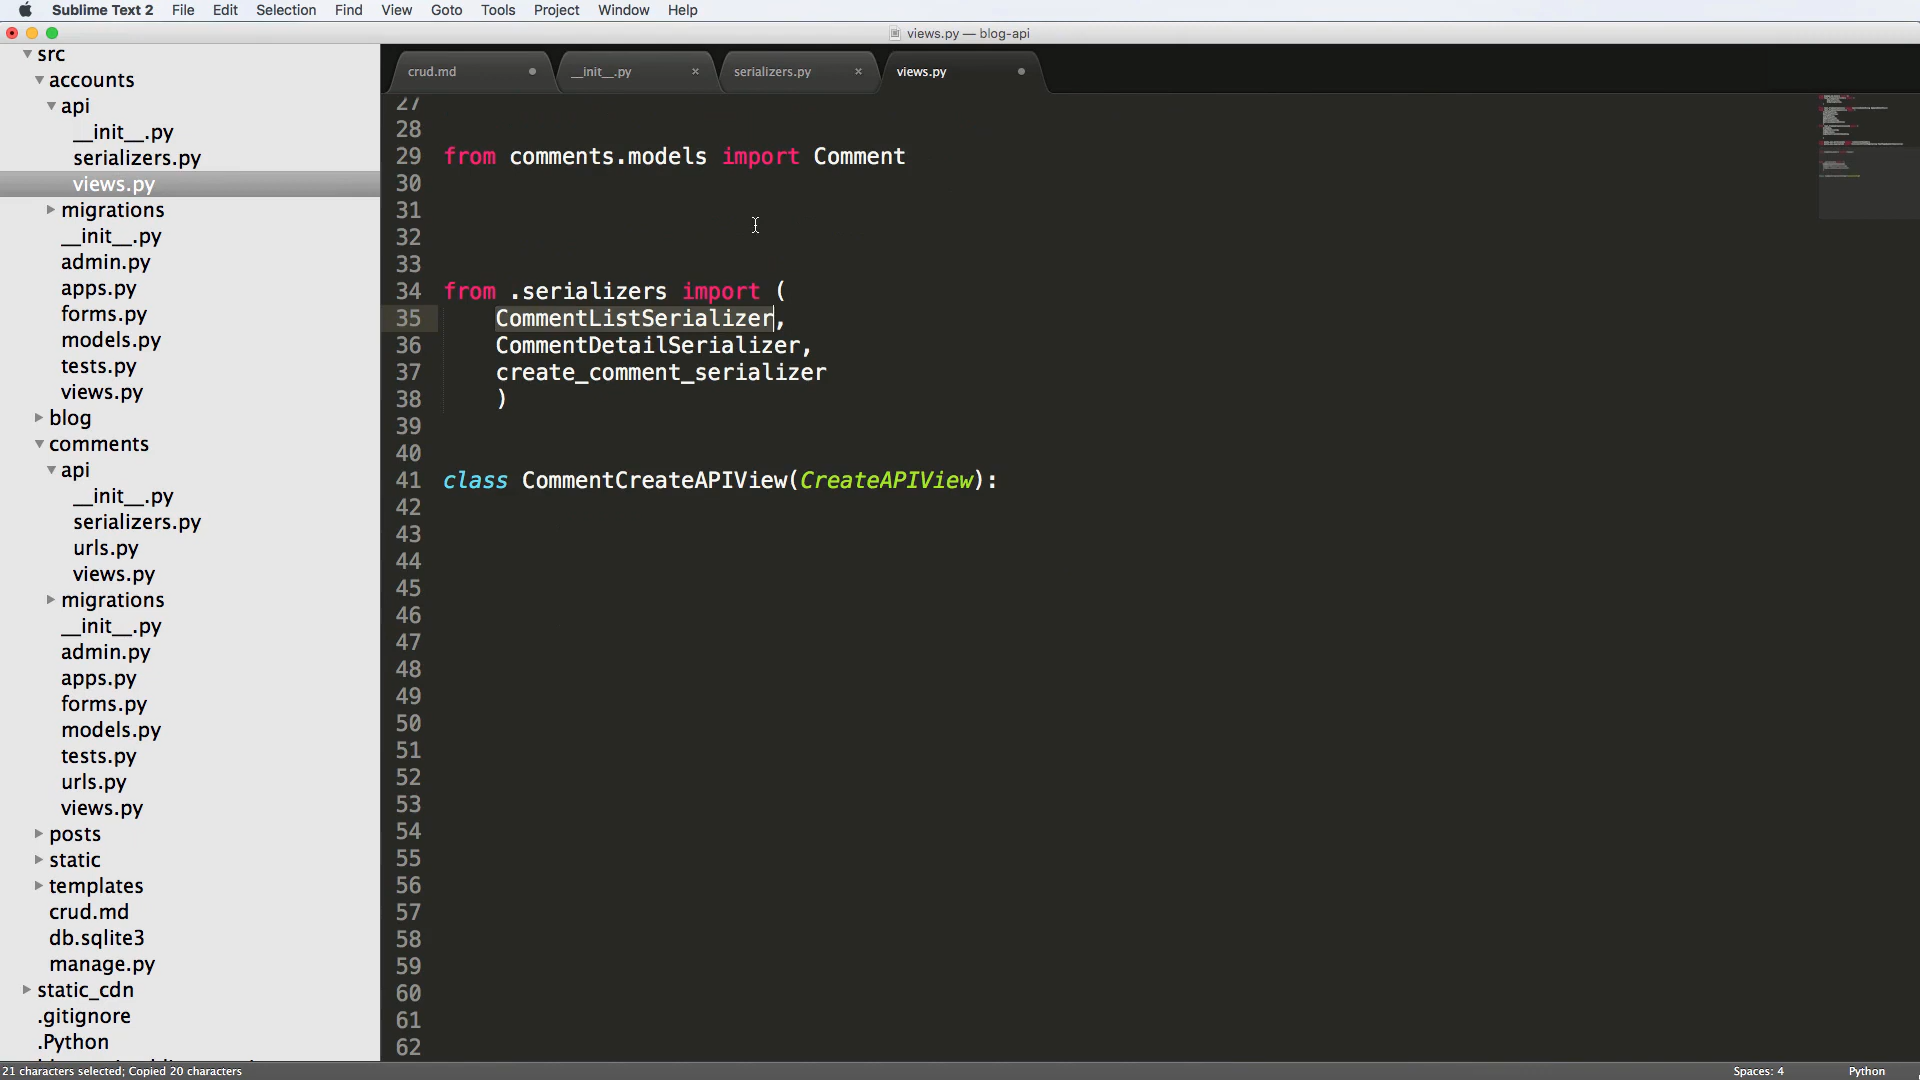 Sublime Text 2 File Edit Selection Find View Goto Tools Project Window Help
views.py — blog-api
src
accounts
api
__init__.py
serializers.py
views.py
migrations
__init__.py
admin.py
apps.py
forms.py
models.py
tests.py
views.py
blog
comments
api
__init__.py
serializers.py
urls.py
views.py
migrations
__init__.py
admin.py
apps.py
forms.py
models.py
tests.py
urls.py
views.py
posts
static
templates
crud.md
db.sqlite3
manage.py
static_cdn
.gitignore
.Python
crud.md __init__.py × serializers.py × views.py
27
28
29 from comments.models import Comment
30
31
32
33
34 from .serializers import (
35 CommentListSerializer,
36 CommentDetailSerializer,
37 create_comment_serializer
38 )
39
40
41 class CommentCreateAPIView(CreateAPIView):
42
43
44
45
46
47
48
49
50
51
52
53
54
55
56
57
58
59
60
61
62
21 characters selected; Copied 20 characters Spaces: 4 Python